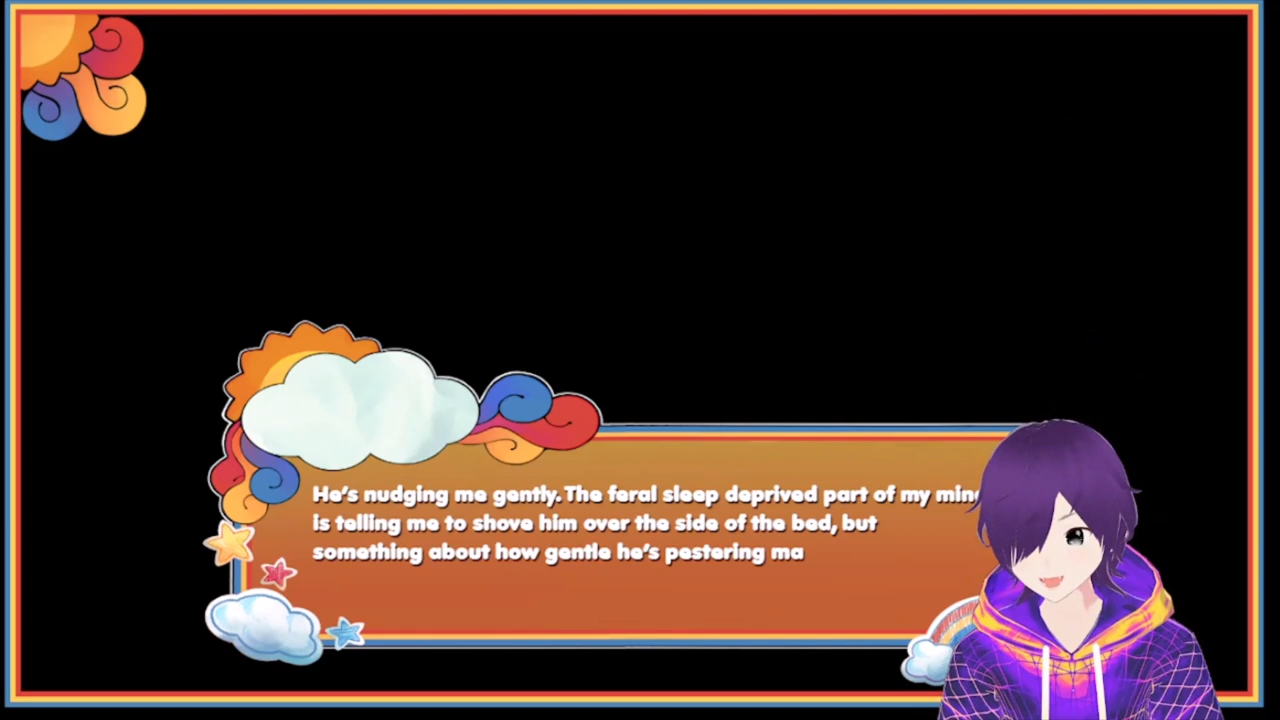 He's nudging me gently. The feral sleep deprived part of my min
is telling me to shove him over the side of the bed, but
something about how gentle he's pestering ma